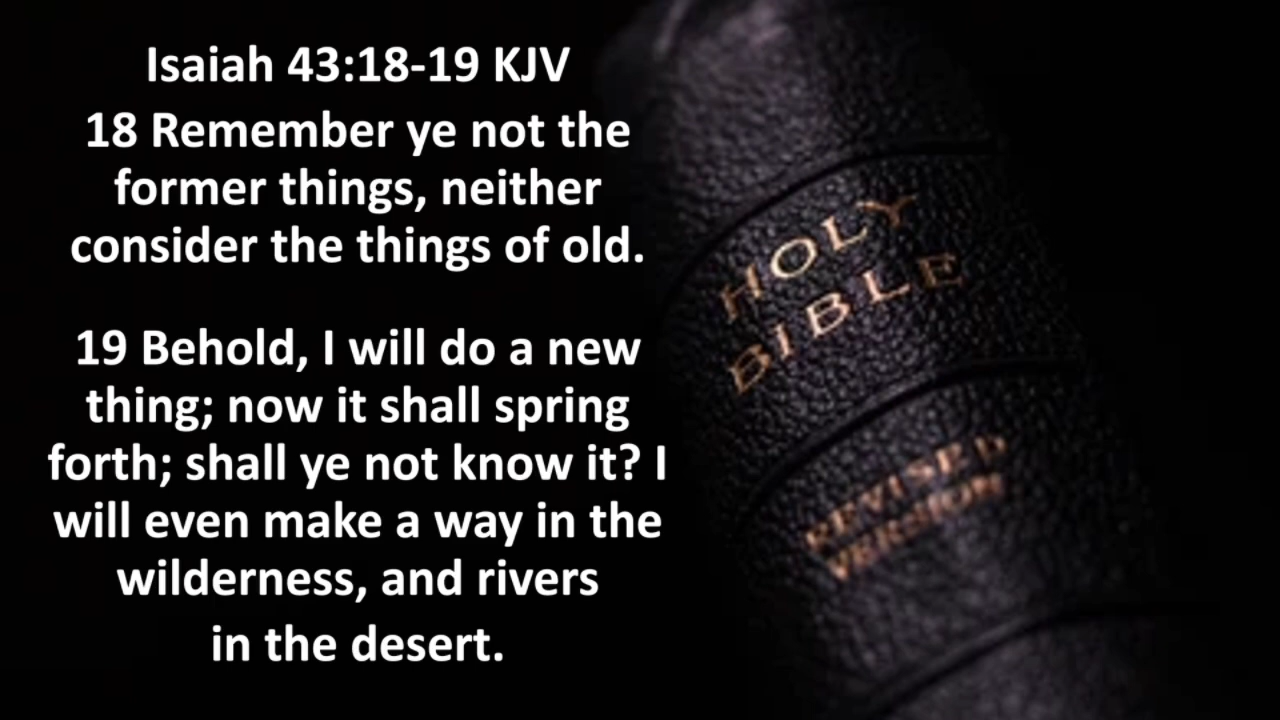 Isaiah 43:18-19 KJV
18 Remember ye not the
former things, neither
consider the things of old.
19 Behold, I will do a new
thing; now it shall spring
forth; shall ye not know it? I
will even make a way in the
wilderness, and rivers
in the desert.
HOLY
BIBLE
REVISED
VERSION